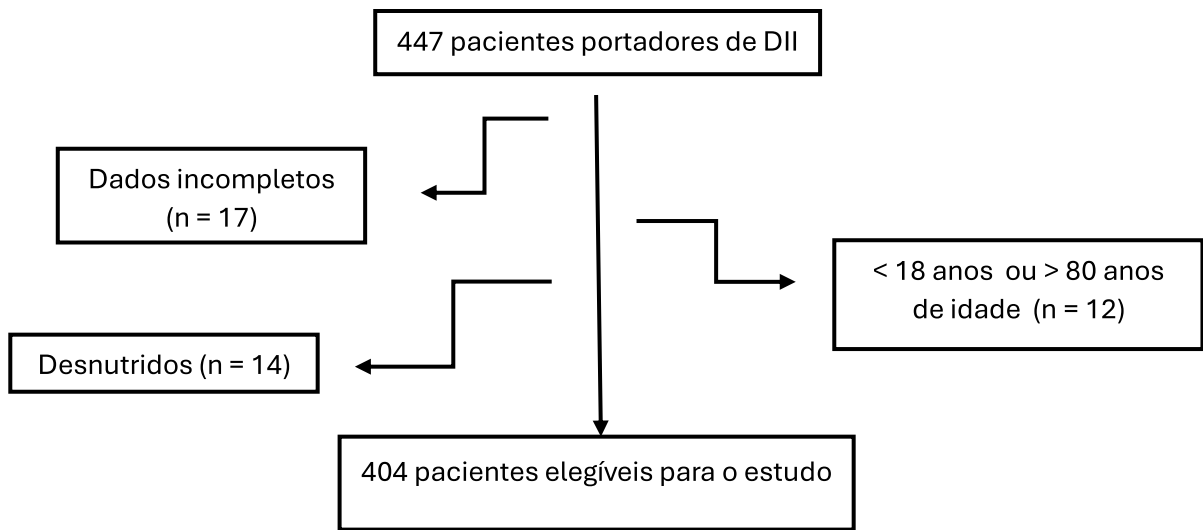 447 pacientes portadores de DII
Dados incompletos
(n = 17)
< 18 anos ou > 80 anos
de idade (n = 12)
Desnutridos (n = 14)
404 pacientes elegíveis para o estudo